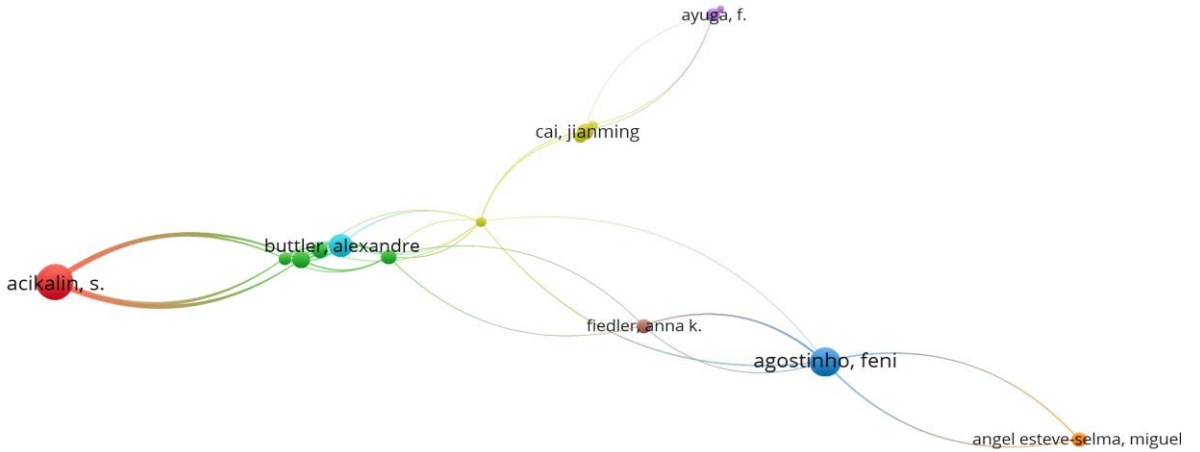 ayuga, f.
cai, jianming
buttler, alexandre
acikalin, s.
fiedler, anna k.
agostinho, feni
angel esteve-selma, miguel